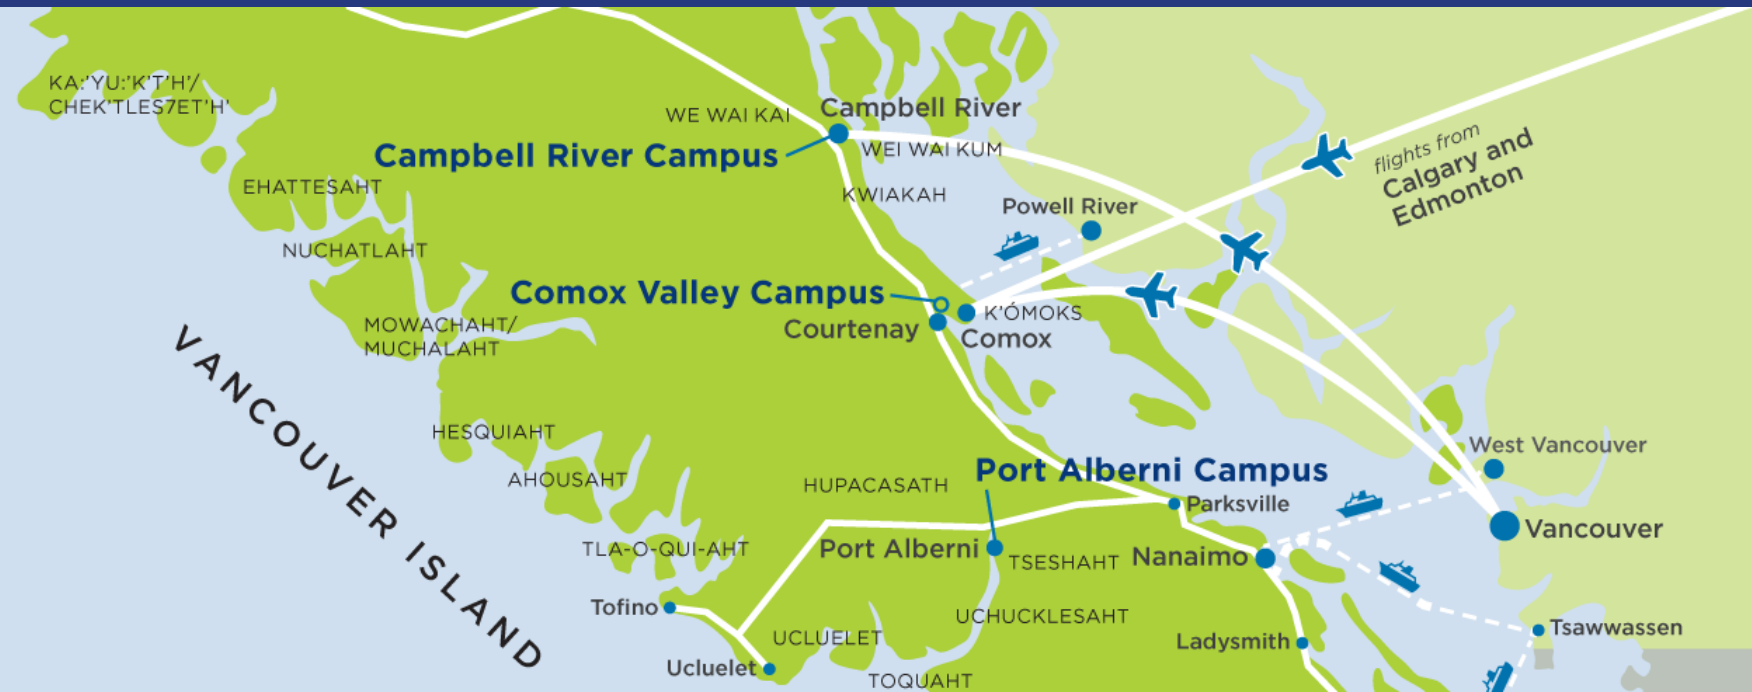 KA:'YU:'K'T'H'/
CHEK'TLES7ET'H'
WE WAI KAI
Campbell River
Campbell River Campus
WEI WAI KUM
flights from
Calgary and
Edmonton
EHATTESAHT
KWIAKAH
Powell River
NUCHATLAHT
Comox Valley Campus
K'ÓMOKS
Courtenay
Comox
MOWACHAHT/
MUCHALAHT
VANCOUVER ISLAND
HESQUIAHT
West Vancouver
AHOUSAHT
HUPACASATH
Port Alberni Campus
Parksville
Vancouver
TLA-O-QUI-AHT
Port Alberni
TSESHAHT
Nanaimo
Tofino
UCHUCKLESAHT
Tsawwassen
UCLUELET
Ladysmith
Ucluelet
TOQUAHT